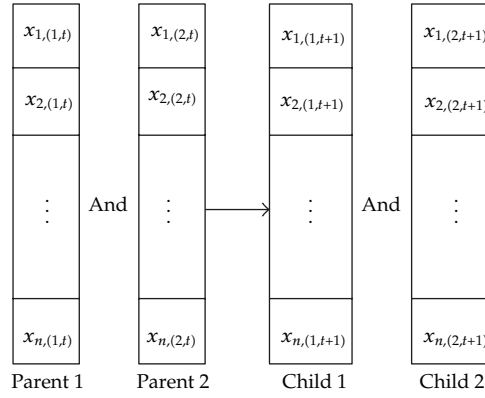 x1,(1,t) x1,(2,t) x1,(1,t+1) x1,(2,t+1)
x2,(1,t) x2,(2,t) x2,(1,t+1) x2,(2,t+1)
⋮ And ⋮ ⋮ And ⋮
xn,(1,t) xn,(2,t) xn,(1,t+1) xn,(2,t+1)
Parent 1 Parent 2 Child 1 Child 2